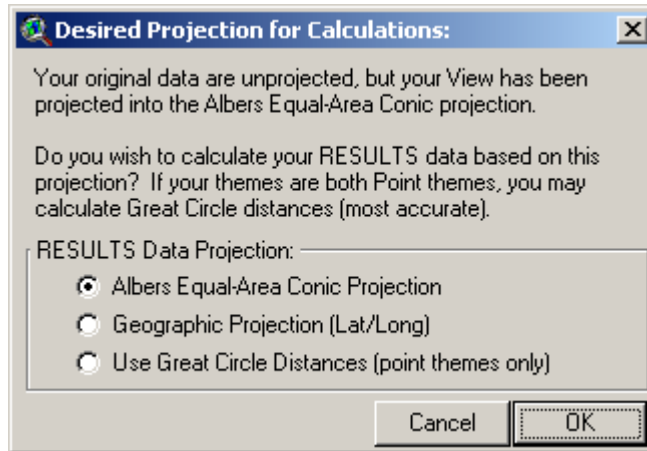 Desired Projection for Calculations:
Your original data are unprojected, but your View has been
projected into the Albers Equal-Area Conic projection.
Do you wish to calculate your RESULTS data based on this
projection?  If your themes are both Point themes, you may
calculate Great Circle distances (most accurate).
RESULTS Data Projection:
Albers Equal-Area Conic Projection
Geographic Projection (Lat/Long)
Use Great Circle Distances (point themes only)
Cancel
OK